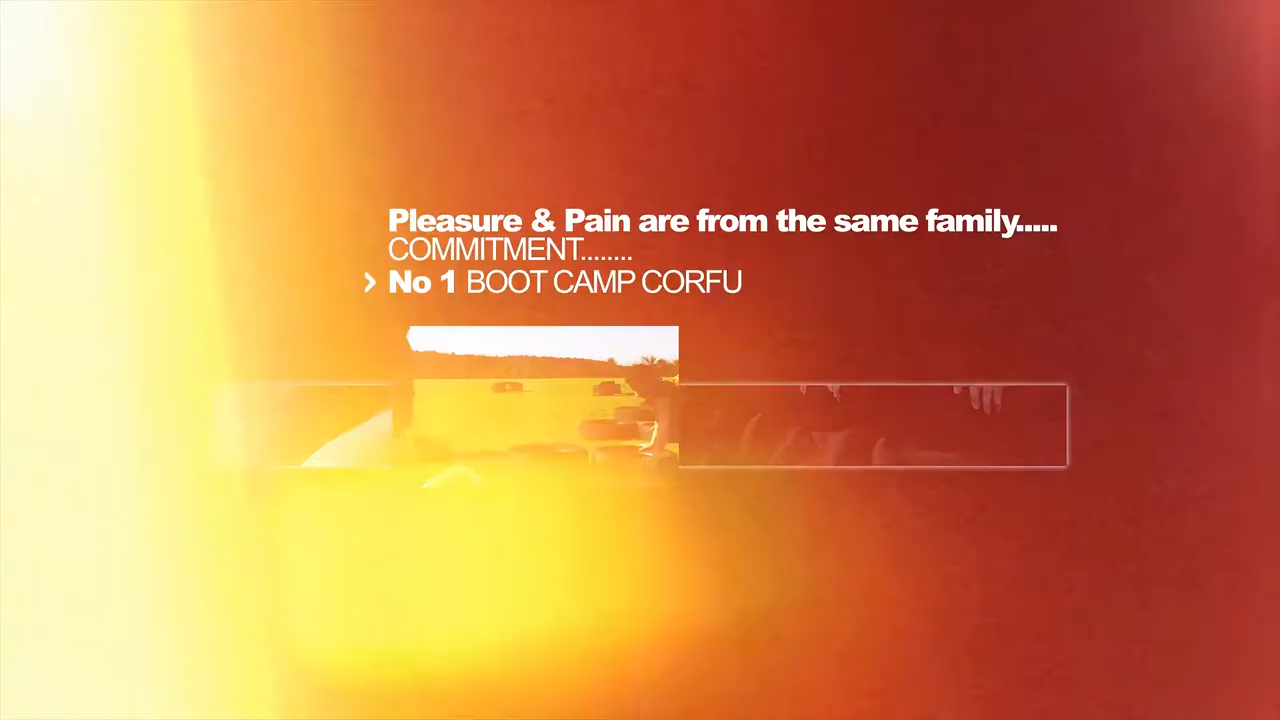 Pleasure & Pain are from the same family.....
COMMITMENT........
› No 1 BOOT CAMP CORFU